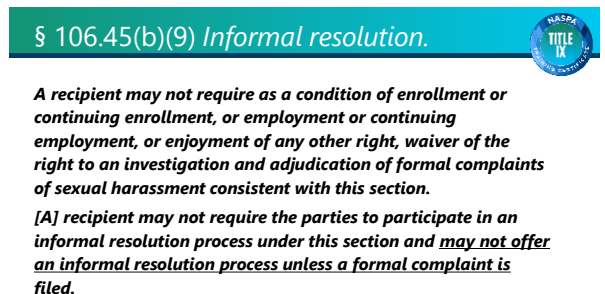 § 106.45(b)(9) Informal resolution.
NASPA
TITLE
IX
TRAINING CERTIFICATE
A recipient may not require as a condition of enrollment or
continuing enrollment, or employment or continuing
employment, or enjoyment of any other right, waiver of the
right to an investigation and adjudication of formal complaints
of sexual harassment consistent with this section.
[A] recipient may not require the parties to participate in an
informal resolution process under this section and may not offer
an informal resolution process unless a formal complaint is
filed.